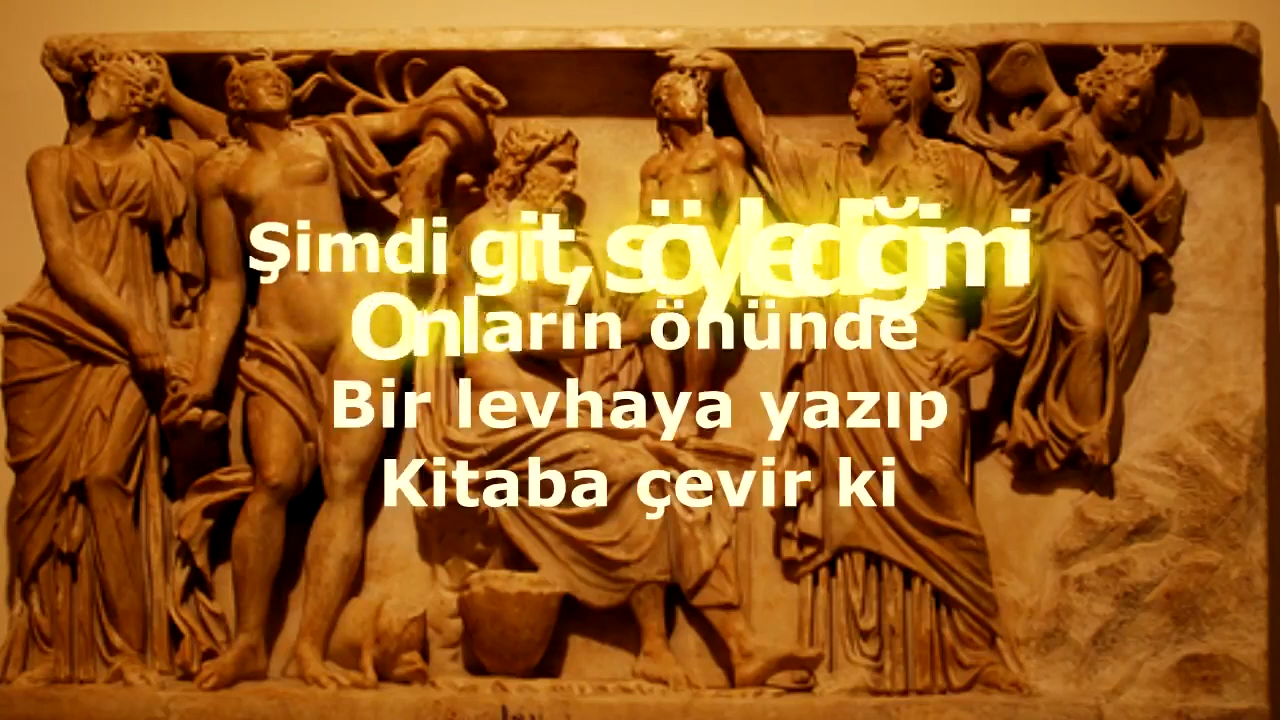 Şimdi git, söylediğimi
Onların önünde
Bir levhaya yazıp
Kitaba çevir ki